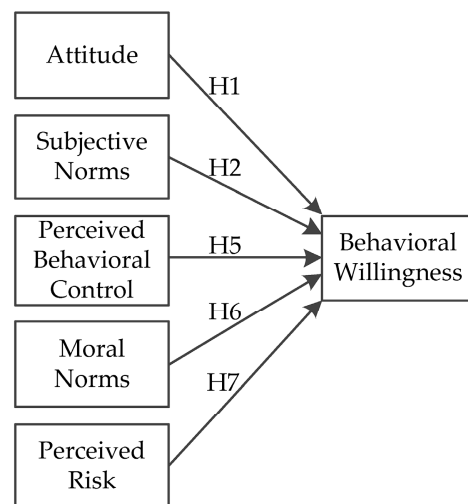 Attitude
H1
Subjective
Norms
H2
Perceived
Behavioral
Control
H5
Behavioral
Willingness
H6
Moral
Norms
H7
Perceived
Risk